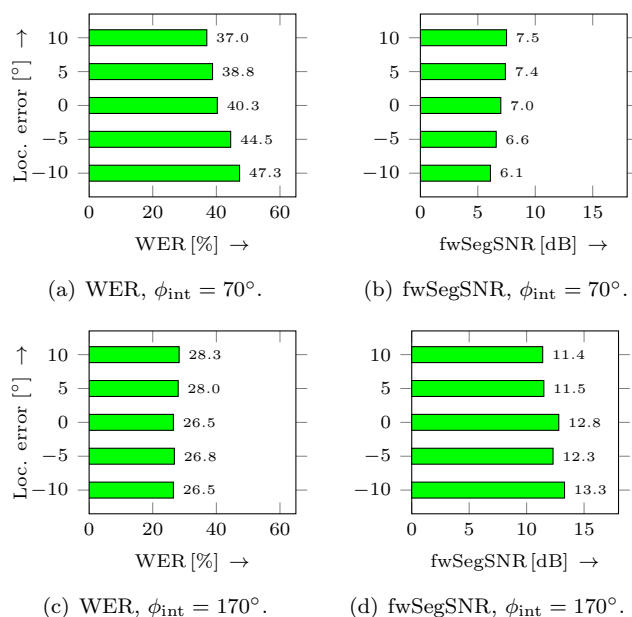 Loc. error [°] →
10 37.0
5 38.8
0 40.3
−5 44.5
−10 47.3
0 20 40 60
WER [%] →
(a) WER, ϕint = 70°.
10 7.5
5 7.4
0 7.0
−5 6.6
−10 6.1
0 5 10 15
fwSegSNR [dB] →
(b) fwSegSNR, ϕint = 70°.
Loc. error [°] →
10 28.3
5 28.0
0 26.5
−5 26.8
−10 26.5
0 20 40 60
WER [%] →
(c) WER, ϕint = 170°.
10 11.4
5 11.5
0 12.8
−5 12.3
−10 13.3
0 5 10 15
fwSegSNR [dB] →
(d) fwSegSNR, ϕint = 170°.